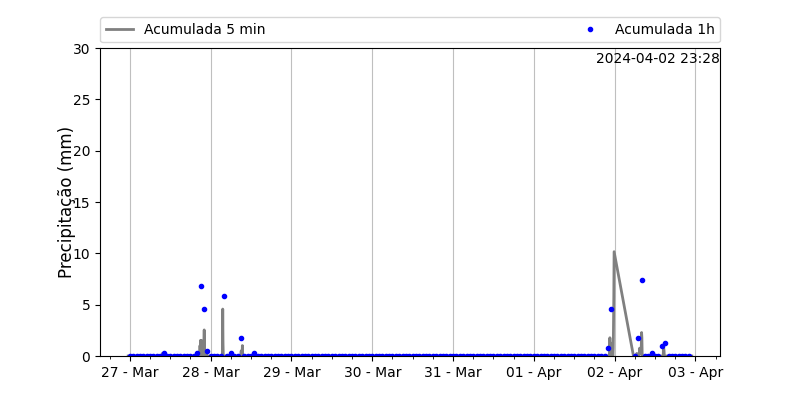 Acumulada 5 min Acumulada 1h
2024-04-02 23:28
Precipitação (mm)
30
25
20
15
10
5
0
27 - Mar 28 - Mar 29 - Mar 30 - Mar 31 - Mar 01 - Apr 02 - Apr 03 - Apr